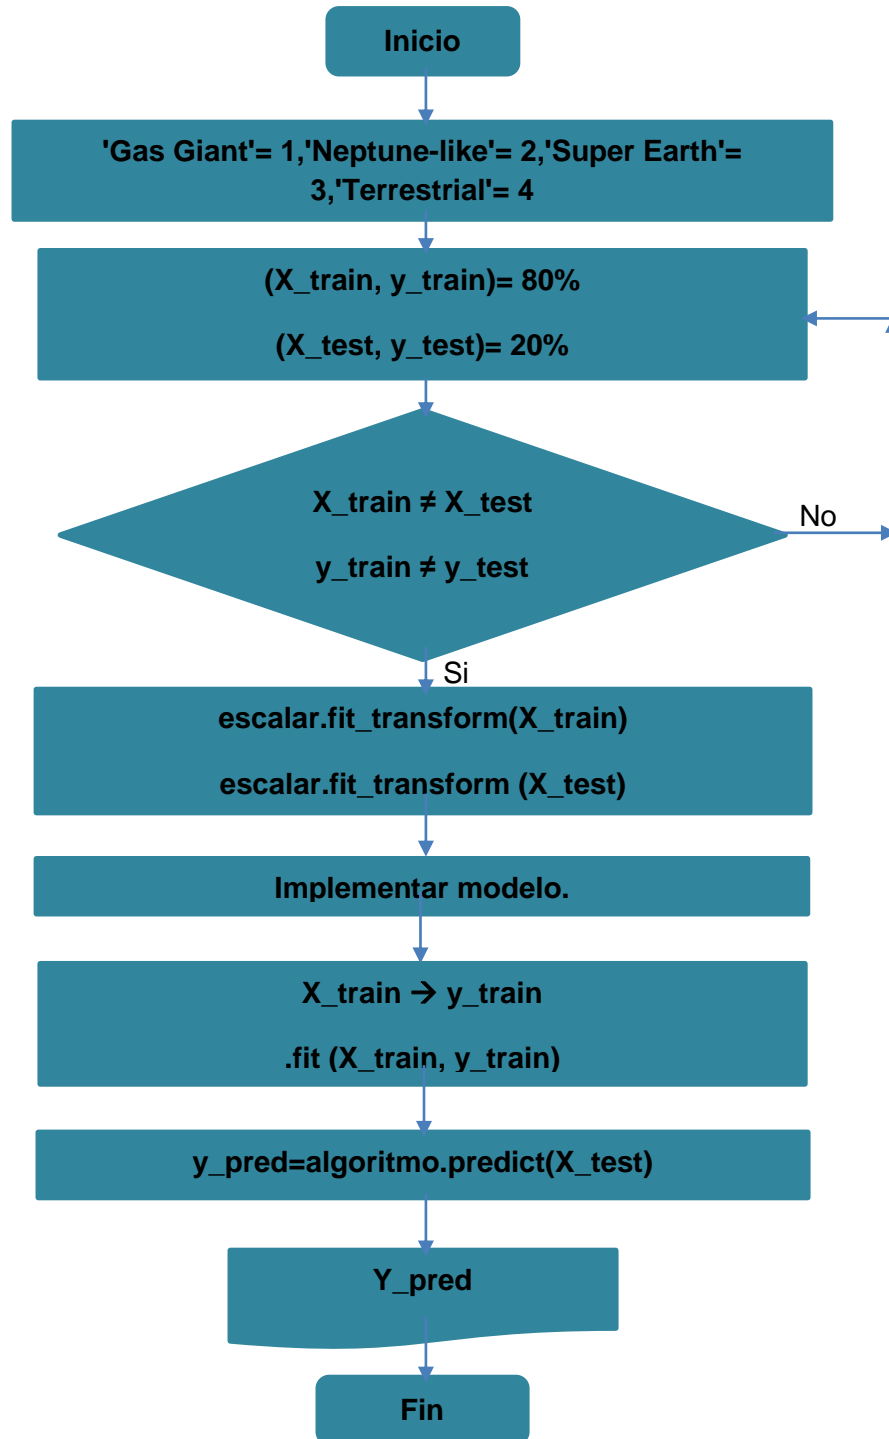 Inicio
'Gas Giant'= 1,'Neptune-like'= 2,'Super Earth'=
3,'Terrestrial'= 4
(X_train, y_train)= 80%
(X_test, y_test)= 20%
X_train ≠ X_test
y_train ≠ y_test
No
Si
escalar.fit_transform(X_train)
escalar.fit_transform (X_test)
Implementar modelo.
X_train → y_train
.fit (X_train, y_train)
y_pred=algoritmo.predict(X_test)
Y_pred
Fin